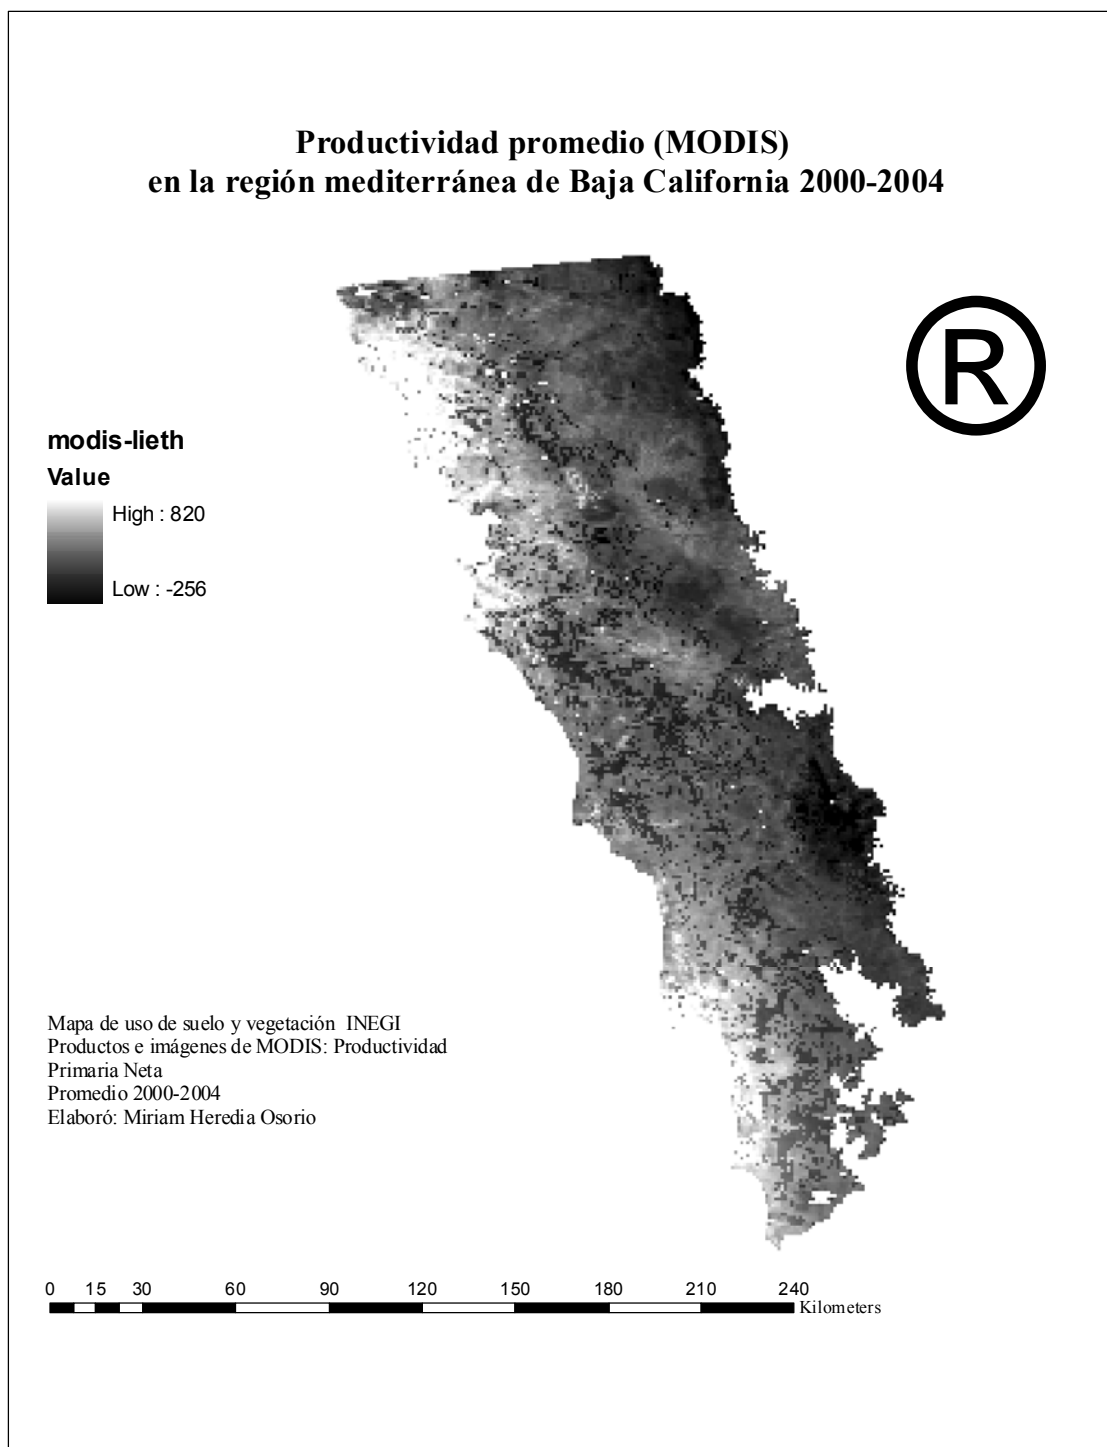 Productividad promedio (MODIS)
en la región mediterránea de Baja California 2000-2004
®
modis-lieth
Value
High : 820
Low : -256
Mapa de uso de suelo y vegetación INEGI
Productos e imágenes de MODIS: Productividad
Primaria Neta
Promedio 2000-2004
Elaboró: Miriam Heredia Osorio
0 15 30 60 90 120 150 180 210 240
Kilometers